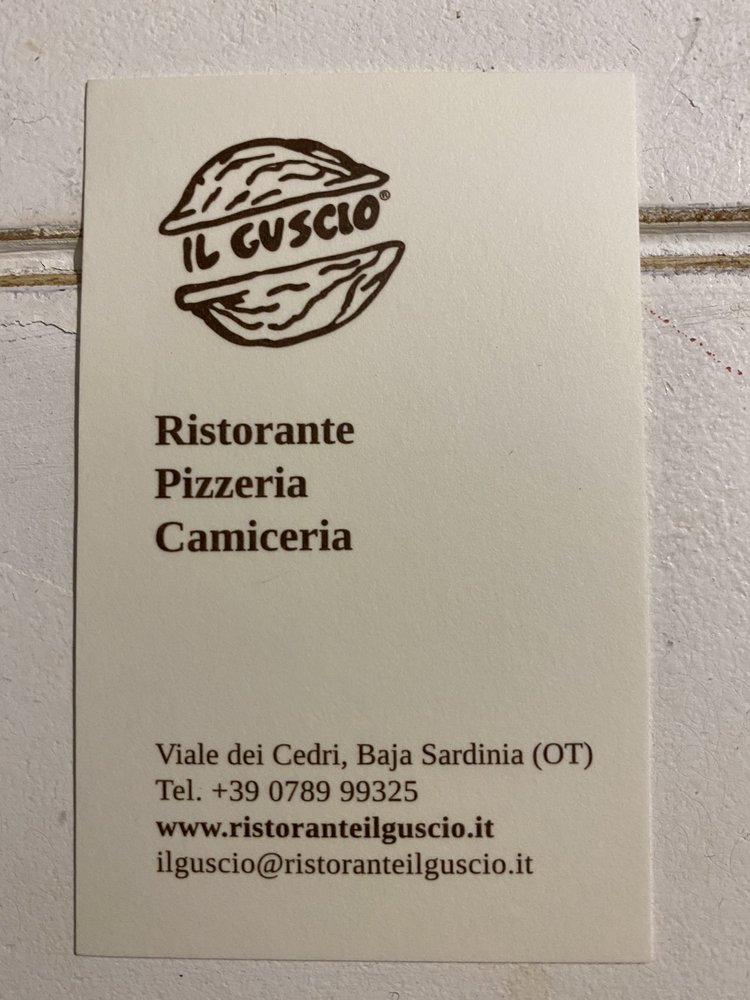 IL GUSCIO®
Ristorante
Pizzeria
Camiceria
Viale dei Cedri, Baja Sardinia (OT)
Tel. +39 0789 99325
www.ristoranteilguscio.it
ilguscio@ristoranteilguscio.it